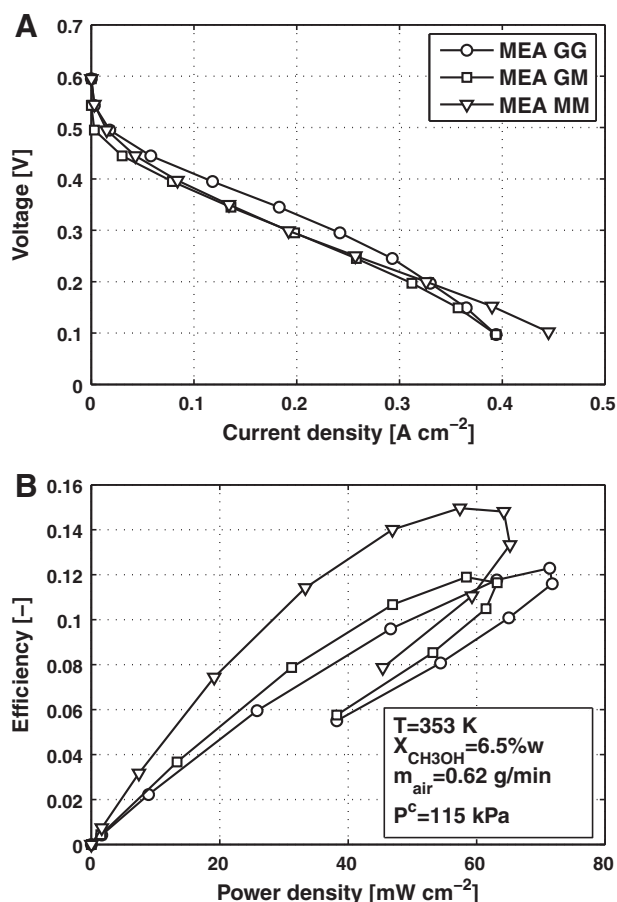 A
0.7
0.6
0.5
0.4
0.3
0.2
0.1
0
Voltage [V]
MEA GG
MEA GM
MEA MM
0 0.1 0.2 0.3 0.4 0.5
Current density [A cm⁻²]
B
0.16
0.14
0.12
0.1
0.08
0.06
0.04
0.02
0
Efficiency [–]
T=353 K
X_CH3OH=6.5%w
m_air=0.62 g/min
P^c=115 kPa
0 20 40 60 80
Power density [mW cm⁻²]